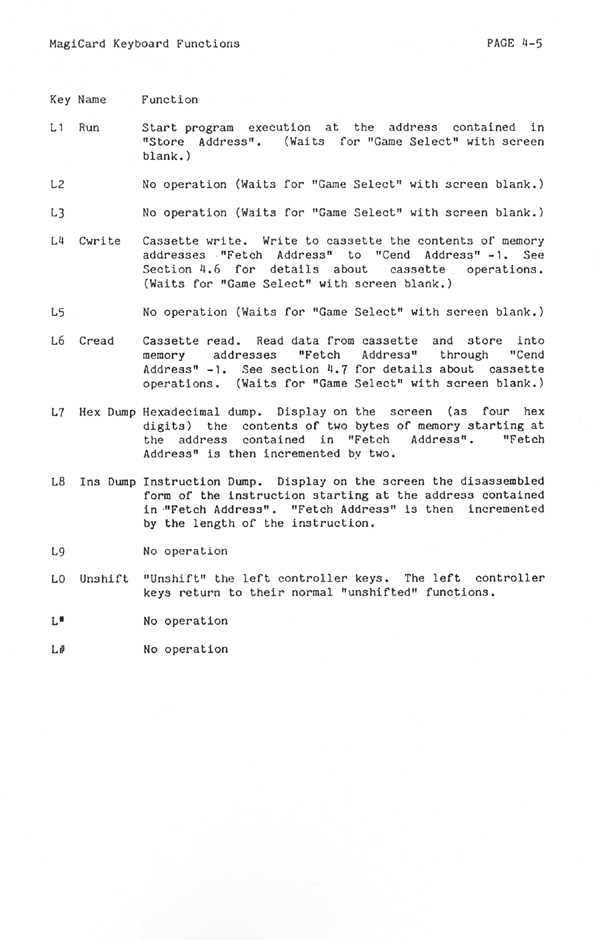 MagiCard Keyboard Functions PAGE 4-5
Key Name Function
L1 Run Start program execution at the address contained in
"Store Address". (Waits for "Game Select" with screen
blank.)
L2 No operation (Waits for "Game Select" with screen blank.)
L3 No operation (Waits for "Game Select" with screen blank.)
L4 Cwrite Cassette write. Write to cassette the contents of memory
addresses "Fetch Address" to "Cend Address" -1. See
Section 4.6 for details about cassette operations.
(Waits for "Game Select" with screen blank.)
L5 No operation (Waits for "Game Select" with screen blank.)
L6 Cread Cassette read. Read data from cassette and store into
memory addresses "Fetch Address" through "Cend
Address" -1. See section 4.7 for details about cassette
operations. (Waits for "Game Select" with screen blank.)
L7 Hex Dump Hexadecimal dump. Display on the screen (as four hex
digits) the contents of two bytes of memory starting at
the address contained in "Fetch Address". "Fetch
Address" is then incremented by two.
L8 Ins Dump Instruction Dump. Display on the screen the disassembled
form of the instruction starting at the address contained
in "Fetch Address". "Fetch Address" is then incremented
by the length of the instruction.
L9 No operation
L0 Unshift "Unshift" the left controller keys. The left controller
keys return to their normal "unshifted" functions.
L* No operation
L# No operation